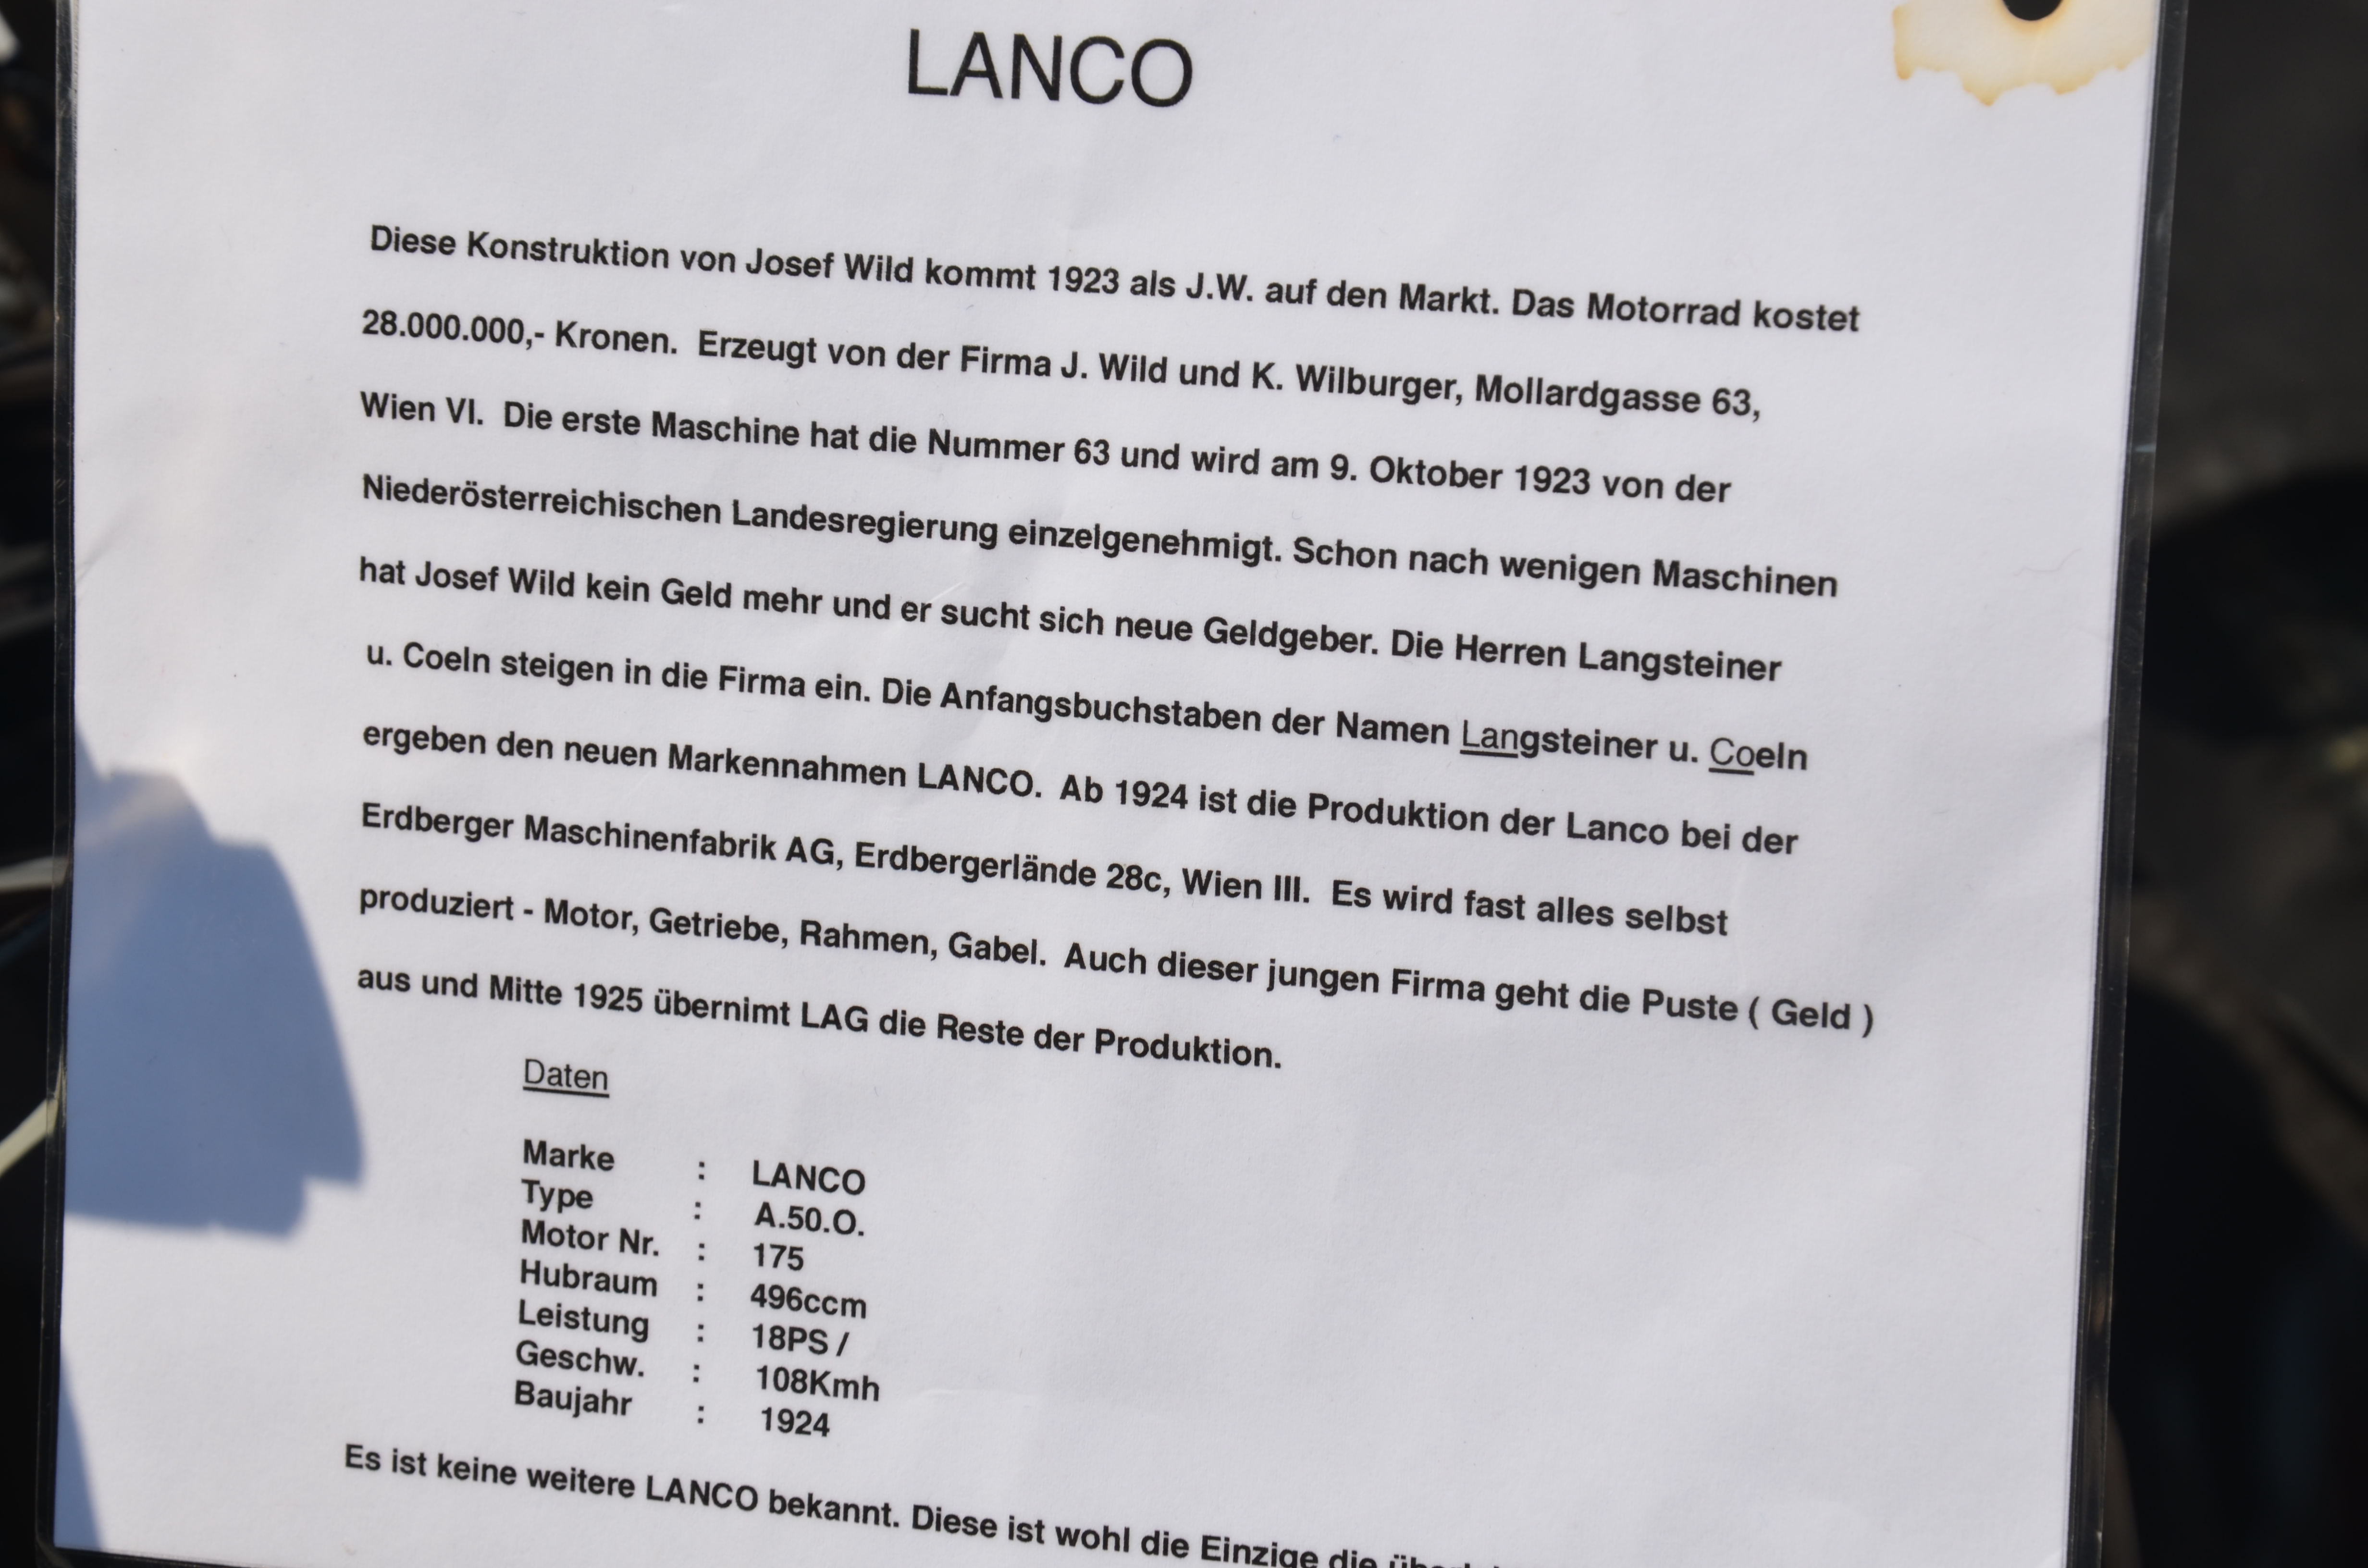 LANCO
Diese Konstruktion von Josef Wild kommt 1923 als J.W. auf den Markt. Das Motorrad kostet
28.000.000,- Kronen. Erzeugt von der Firma J. Wild und K. Wilburger, Mollardgasse 63,
Wien VI. Die erste Maschine hat die Nummer 63 und wird am 9. Oktober 1923 von der
Niederösterreichischen Landesregierung einzelgenehmigt. Schon nach wenigen Maschinen
hat Josef Wild kein Geld mehr und er sucht sich neue Geldgeber. Die Herren Langsteiner
u. Coeln steigen in die Firma ein. Die Anfangsbuchstaben der Namen Langsteiner u. Coeln
ergeben den neuen Markennahmen LANCO. Ab 1924 ist die Produktion der Lanco bei der
Erdberger Maschinenfabrik AG, Erdbergerlände 28c, Wien III. Es wird fast alles selbst
produziert - Motor, Getriebe, Rahmen, Gabel. Auch dieser jungen Firma geht die Puste ( Geld )
aus und Mitte 1925 übernimt LAG die Reste der Produktion.
Daten
Marke : LANCO
Type : A.50.O.
Motor Nr. : 175
Hubraum : 496ccm
Leistung : 18PS /
Geschw. : 108Kmh
Baujahr : 1924
Es ist keine weitere LANCO bekannt. Diese ist wohl die Einzige die